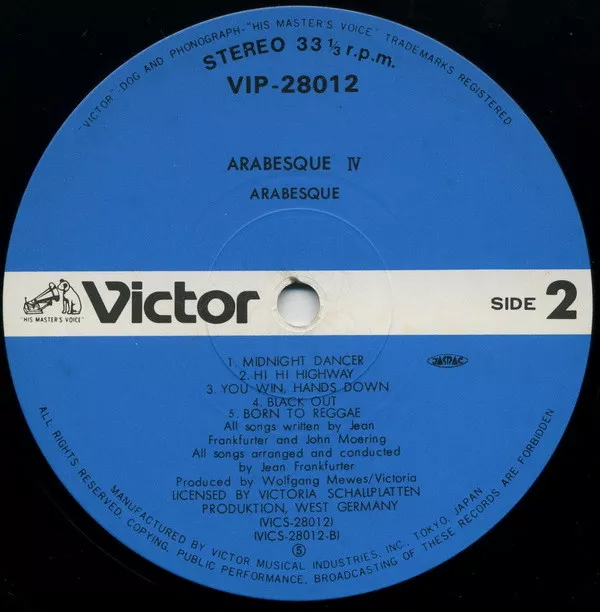 "VICTOR" DOG AND PHONOGRAPH-"HIS MASTER'S VOICE" TRADEMARKS REGISTERED.
STEREO 33 ⅓ r.p.m.
VIP-28012
ARABESQUE IV
ARABESQUE
"HIS MASTER'S VOICE"
Victor
SIDE 2
JASRAC
1. MIDNIGHT DANCER
2. HI HI HIGHWAY
3. YOU WIN, HANDS DOWN
4. BLACK OUT
5. BORN TO REGGAE
All songs written by Jean
Frankfurter and John Moering
All songs arranged and conducted
by Jean Frankfurter
Produced by Wolfgang Mewes/Victoria
LICENSED BY VICTORIA SCHALLPLATTEN
PRODUKTION, WEST GERMANY
(VICS-28012)
(VICS-28012-B)
⑤
MANUFACTURED BY VICTOR MUSICAL INDUSTRIES, INC., TOKYO, JAPAN
ALL RIGHTS RESERVED. COPYING, PUBLIC PERFORMANCE, BROADCASTING OF THESE RECORDS ARE FORBIDDEN